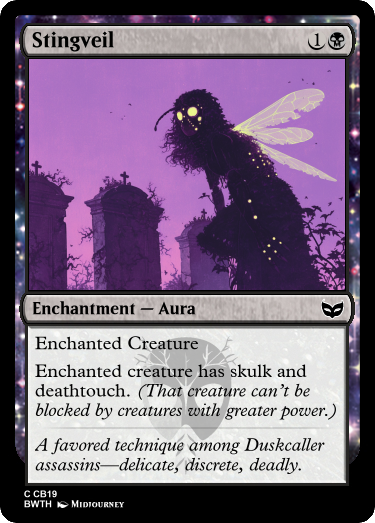 Stingveil 1
Enchantment — Aura
Enchanted Creature
Enchanted creature has skulk and
deathtouch. (That creature can't be
blocked by creatures with greater power.)
A favored technique among Duskcaller
assassins—delicate, discrete, deadly.
C CB19
BWTH Midjourney